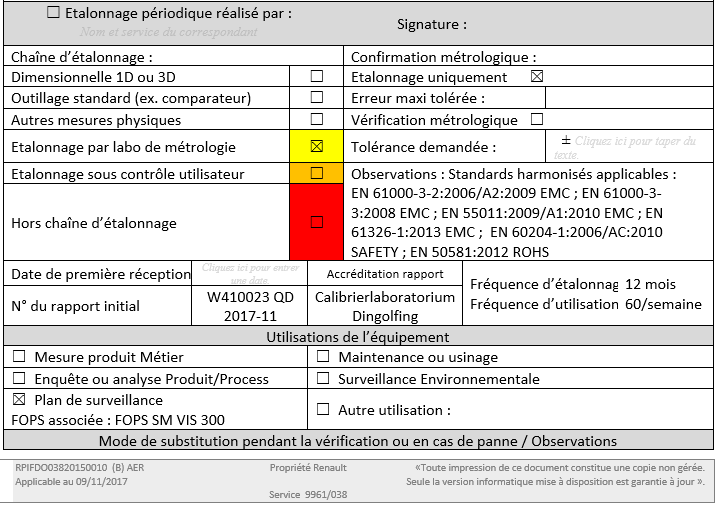 ☐ Etalonnage périodique réalisé par :
Nom et service du correspondant
Signature :
Chaîne d’étalonnage :
Confirmation métrologique :
Dimensionnelle 1D ou 3D ☐
Etalonnage uniquement ☒
Outillage standard (ex. comparateur) ☐
Erreur maxi tolérée :
Autres mesures physiques ☐
Vérification métrologique ☐
Etalonnage par labo de métrologie ☒
Tolérance demandée :
± Cliquez ici pour taper du
texte.
Etalonnage sous contrôle utilisateur ☐
Hors chaîne d’étalonnage ☐
Observations : Standards harmonisés applicables :
EN 61000-3-2:2006/A2:2009 EMC ; EN 61000-3-
3:2008 EMC ; EN 55011:2009/A1:2010 EMC ; EN
61326-1:2013 EMC ; EN 60204-1:2006/AC:2010
SAFETY ; EN 50581:2012 ROHS
Date de première réception
Cliquez ici pour entrer
une date.
Accréditation rapport
N° du rapport initial
W410023 QD
2017-11
Calibrierlaboratorium
Dingolfing
Fréquence d’étalonnag 12 mois
Fréquence d’utilisation 60/semaine
Utilisations de l’équipement
☐ Mesure produit Métier
☐ Maintenance ou usinage
☐ Enquête ou analyse Produit/Process
☐ Surveillance Environnementale
☒ Plan de surveillance
FOPS associée : FOPS SM VIS 300
☐ Autre utilisation :
Mode de substitution pendant la vérification ou en cas de panne / Observations
RPIFDO03820150010 (B) AER
Applicable au 09/11/2017
Propriété Renault
Service 9961/038
«Toute impression de ce document constitue une copie non gérée.
Seule la version informatique mise à disposition est garantie à jour ».